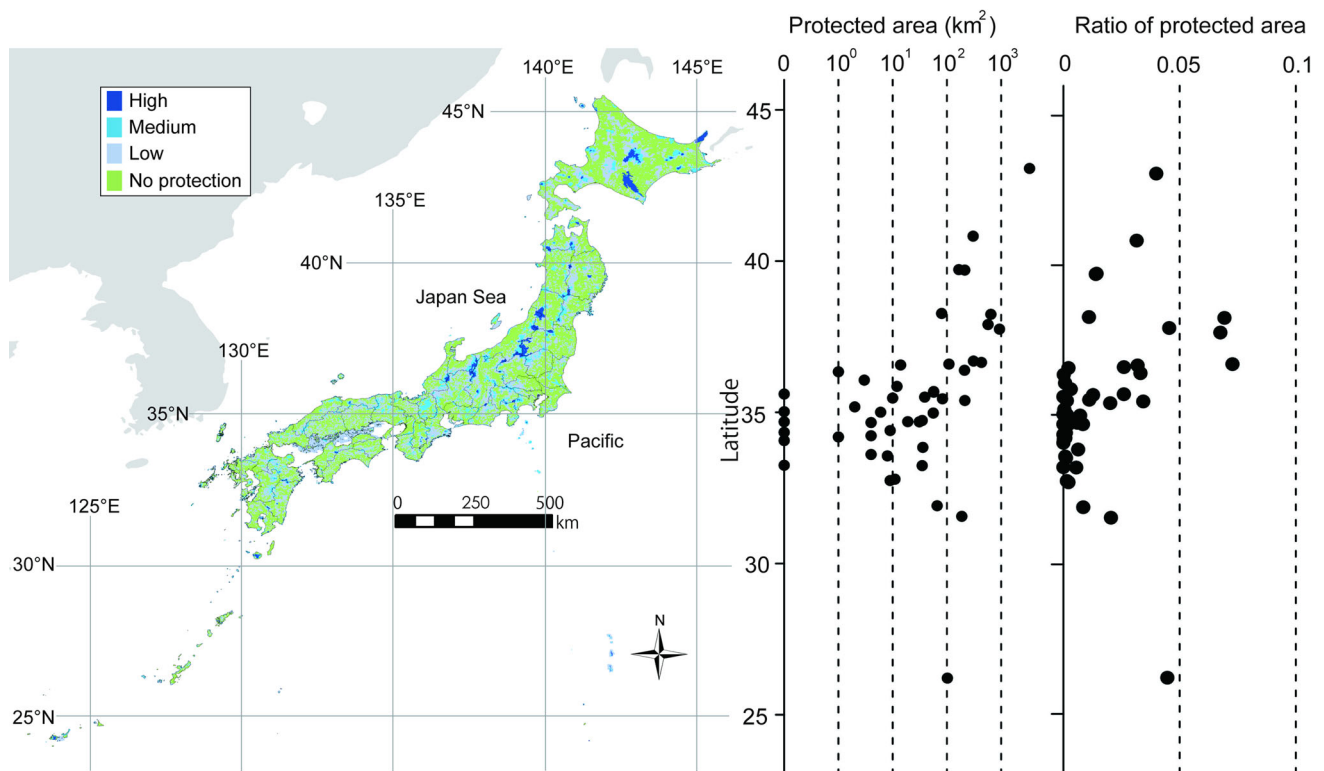 Protected area (km²)
Ratio of protected area
0 10⁰ 10¹ 10² 10³
0 0.05 0.1
140°E
145°E
High
Medium
Low
No protection
45°N
45
135°E
40°N
40
Japan Sea
130°E
35°N
35
Pacific
Latitude
0 250 500
km
125°E
30°N
30
N
25°N
25